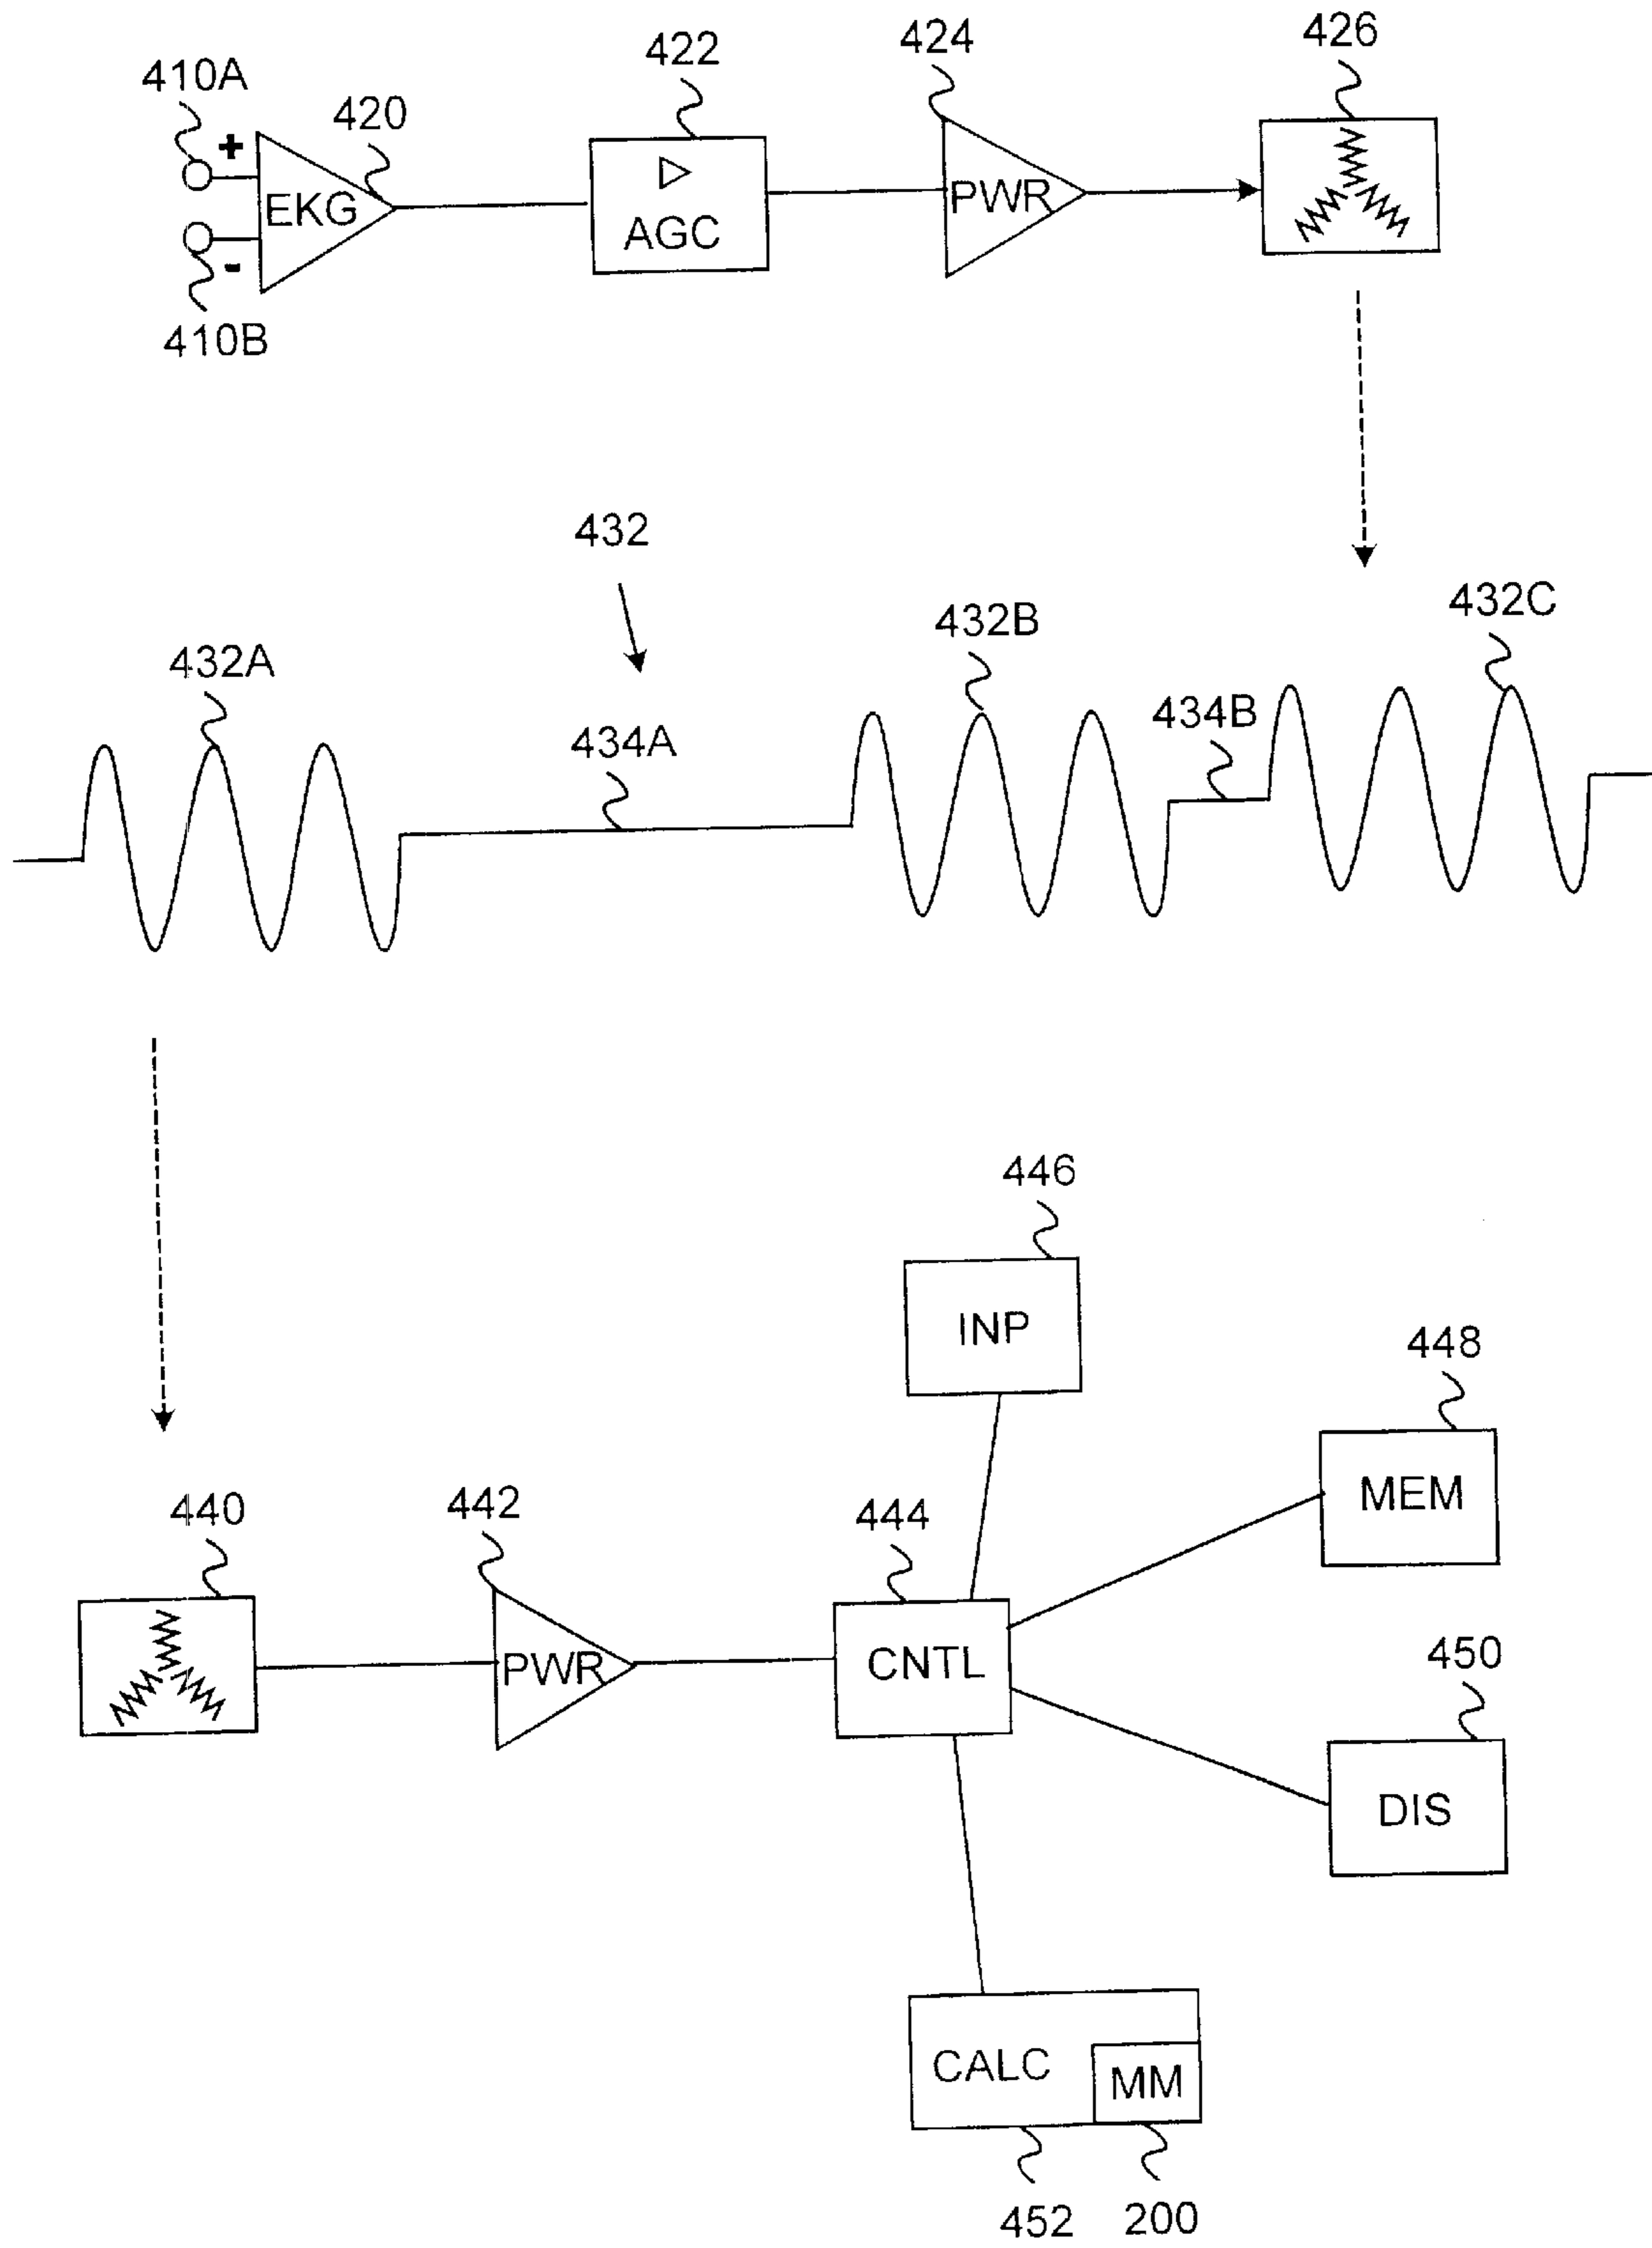 410A
420
422
424
426
+
EKG
-
410B
AGC
PWR
432
432A
434A
432B
434B
432C
446
INP
448
MEM
440
442
PWR
444
CNTL
450
DIS
CALC
MM
452
200